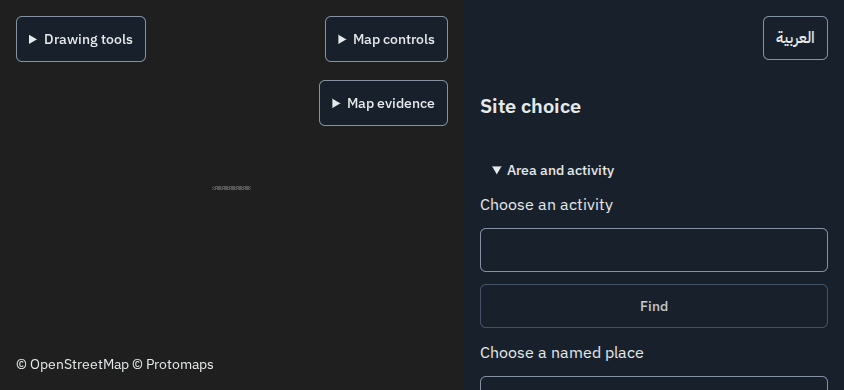 Drawing tools
Map controls
Map evidence
© OpenStreetMap © Protomaps
العربية
Site choice
Area and activity
Choose an activity
Find
Choose a named place